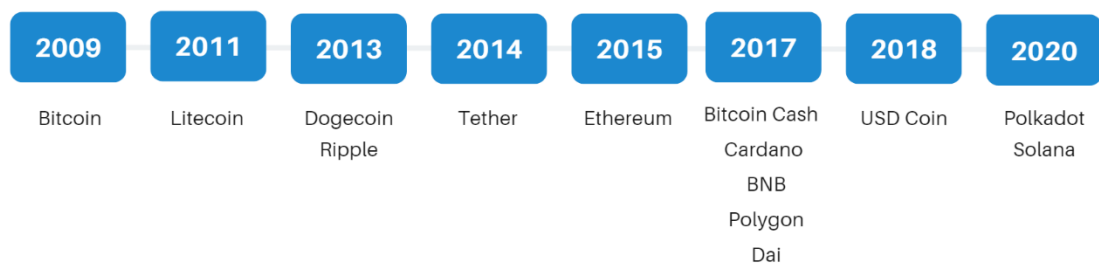 2009
Bitcoin
2011
Litecoin
2013
Dogecoin
Ripple
2014
Tether
2015
Ethereum
2017
Bitcoin Cash
Cardano
BNB
Polygon
Dai
2018
USD Coin
2020
Polkadot
Solana